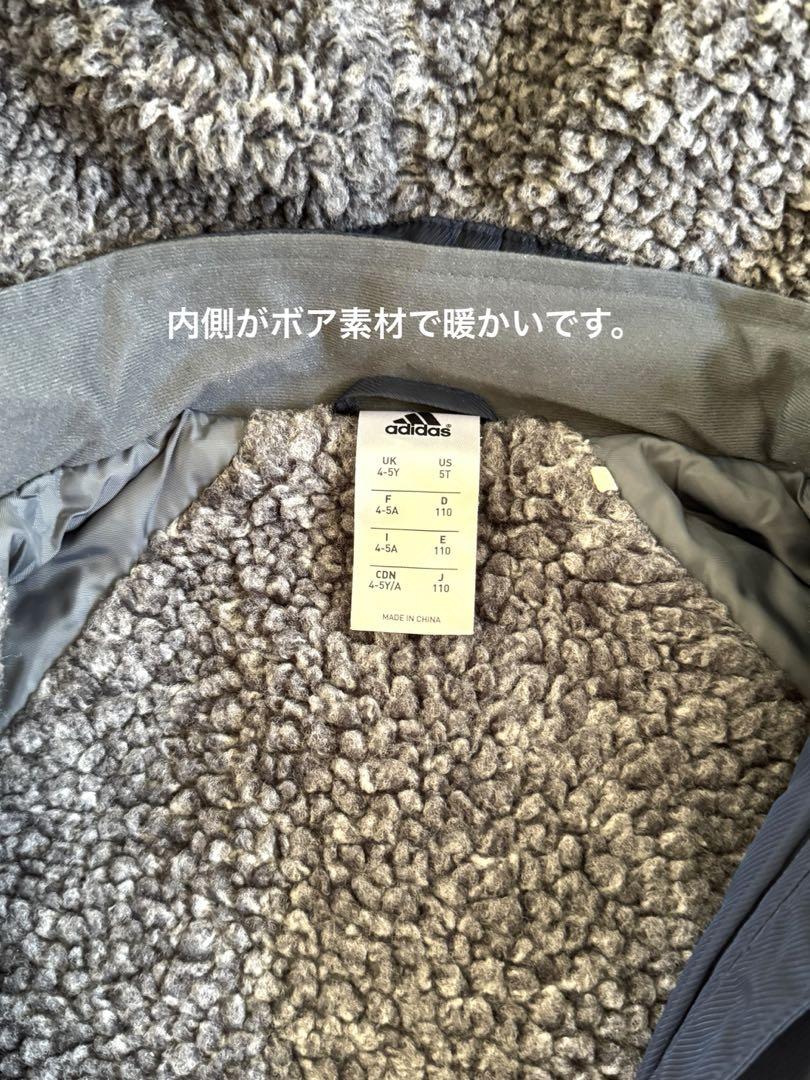 内側がボア素材で暖かいです。
adidas
UK US
4-5Y 5T
F D
4-5A 110
I E
4-5A 110
CDN J
4-5Y/A 110
MADE IN CHINA